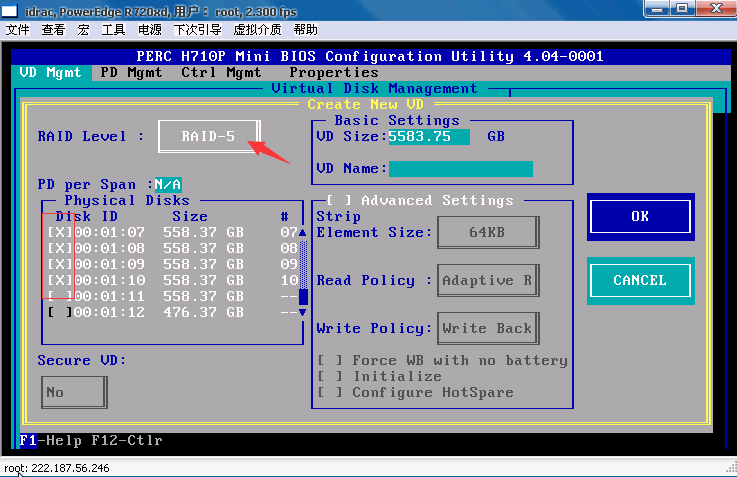 idrac, PowerEdge R720xd, 用户: root, 2.300 fps
文件 查看 宏 工具 电源 下次引导 虚拟介质 帮助
PERC H710P Mini BIOS Configuration Utility 4.04-0001
VD Mgmt PD Mgmt Ctrl Mgmt Properties
Virtual Disk Management
Create New VD
RAID Level : RAID-5
PD per Span :N/A
Physical Disks
Disk ID Size #
[X]00:01:07 558.37 GB 07
[X]00:01:08 558.37 GB 08
[X]00:01:09 558.37 GB 09
[X]00:01:10 558.37 GB 10
[ ]00:01:11 558.37 GB --
[ ]00:01:12 476.37 GB --
Secure VD:
No
Basic Settings
VD Size:5583.75 GB
VD Name:
[ ] Advanced Settings
Strip
Element Size: 64KB
Read Policy : Adaptive R
Write Policy: Write Back
[ ] Force WB with no battery
[ ] Initialize
[ ] Configure HotSpare
OK
CANCEL
F1-Help F12-Ctlr
root: 222.187.56.246